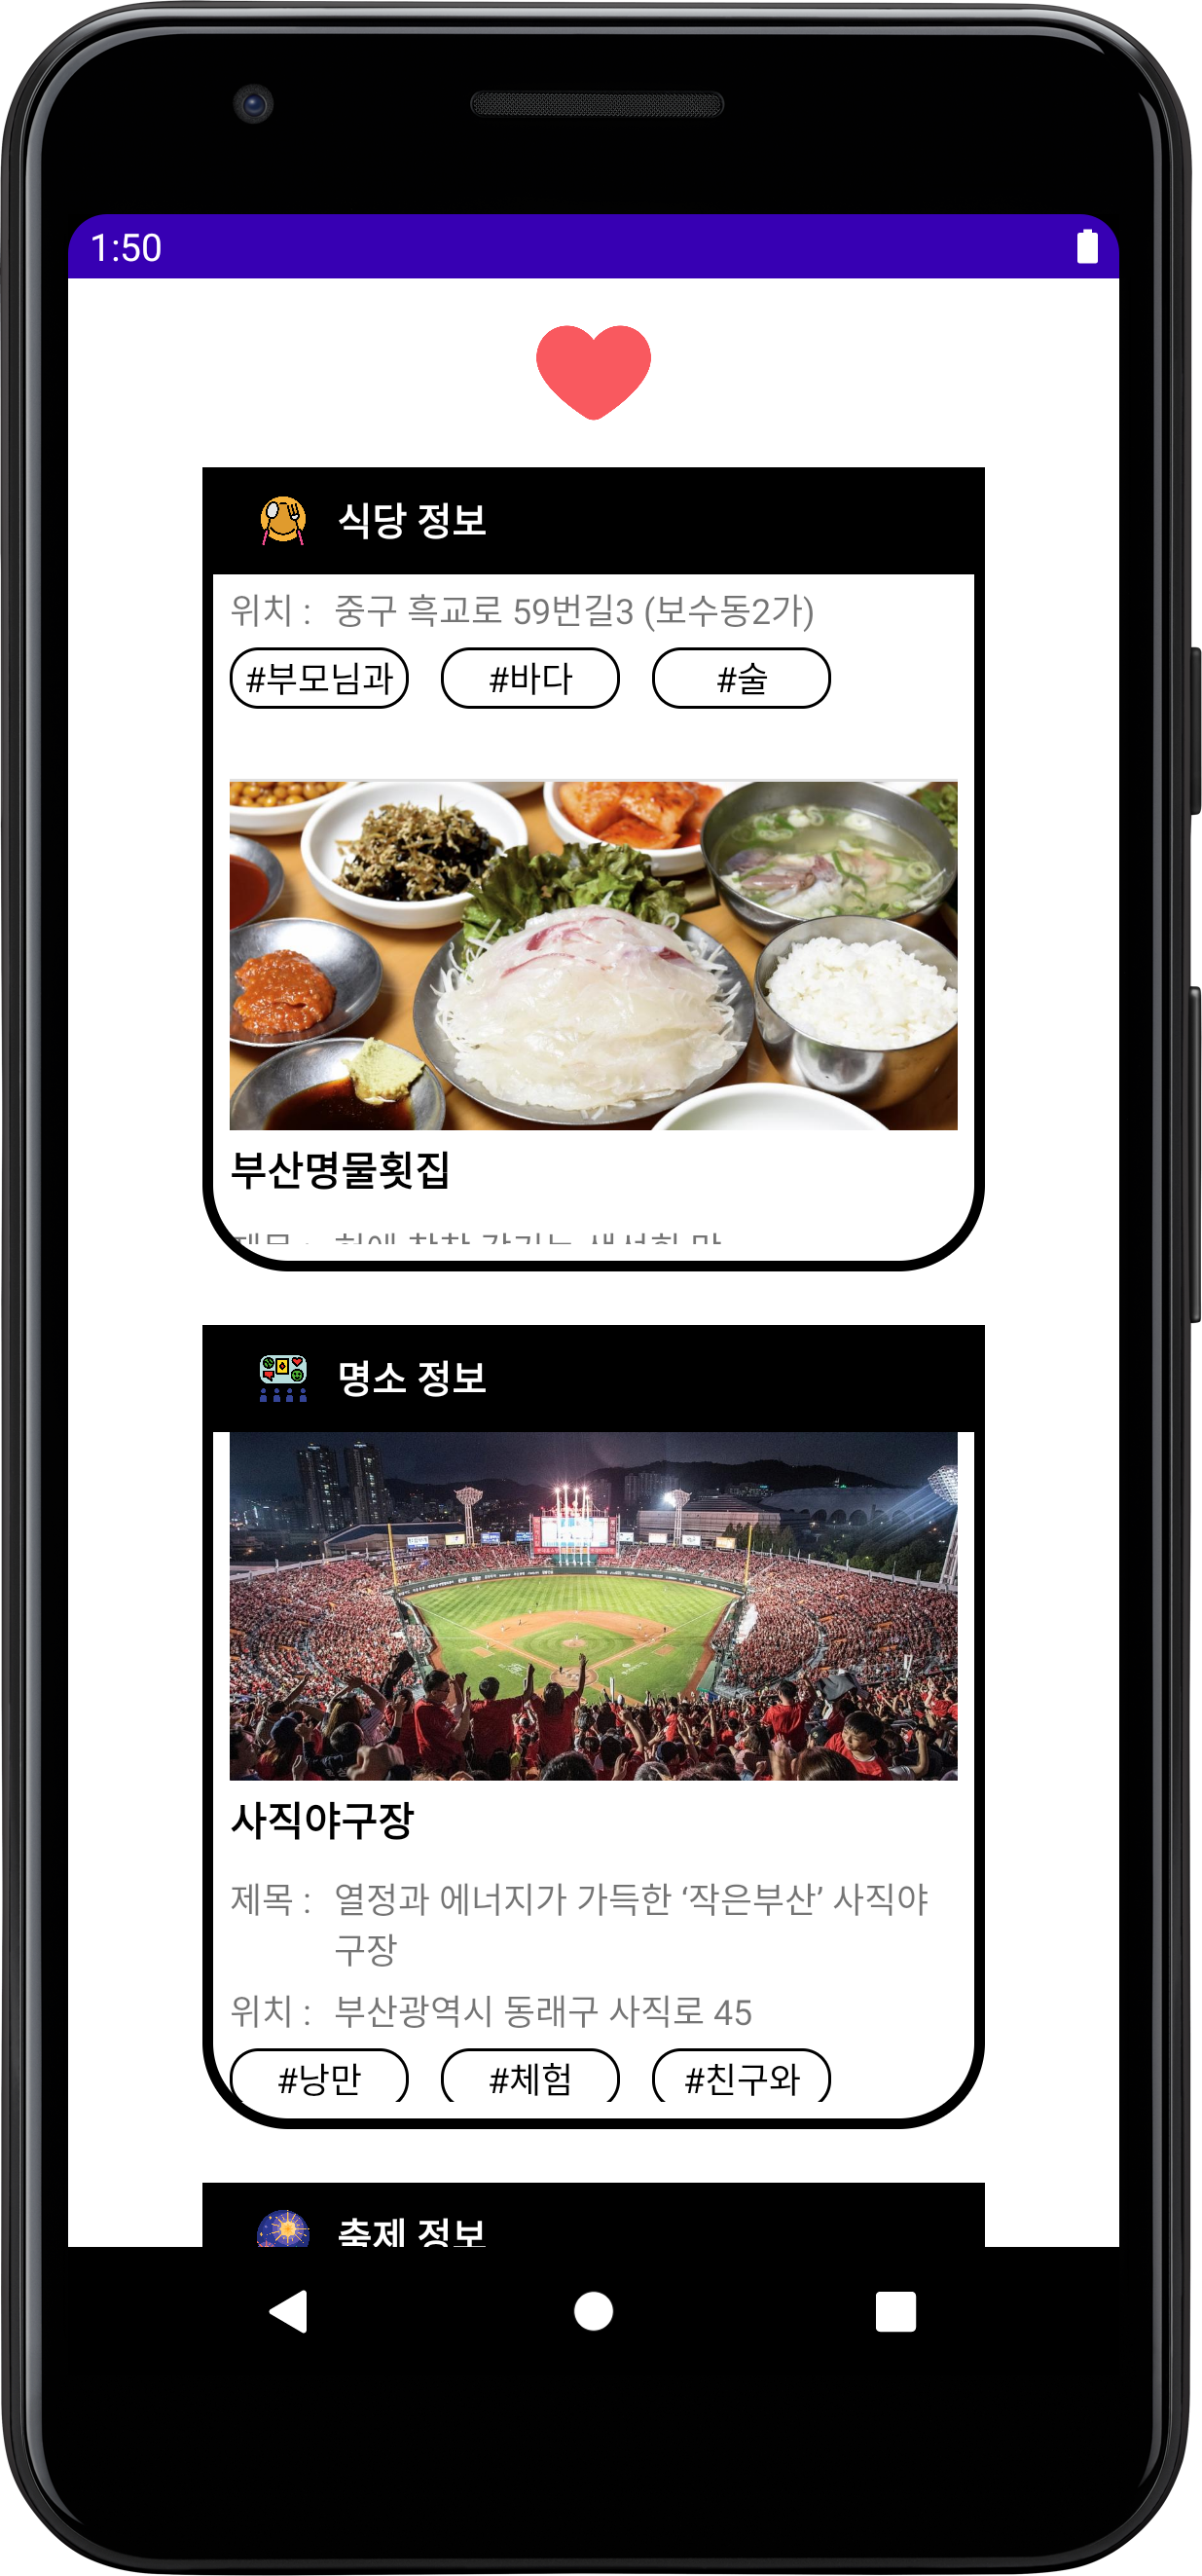 1:50
식당 정보
위치 : 중구 흑교로 59번길3 (보수동2가)
#부모님과 #바다 #술
부산명물횟집
명소 정보
사직야구장
제목 : 열정과 에너지가 가득한 ‘작은부산’ 사직야
구장
위치 : 부산광역시 동래구 사직로 45
#낭만 #체험 #친구와
축제 정보